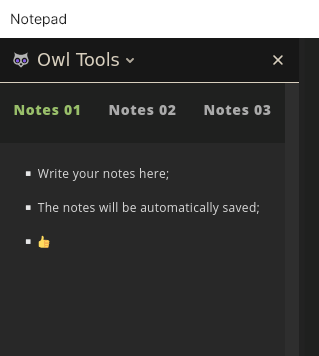 Notepad
Owl Tools
Notes 01 Notes 02 Notes 03
Write your notes here;
The notes will be automatically saved;
👍